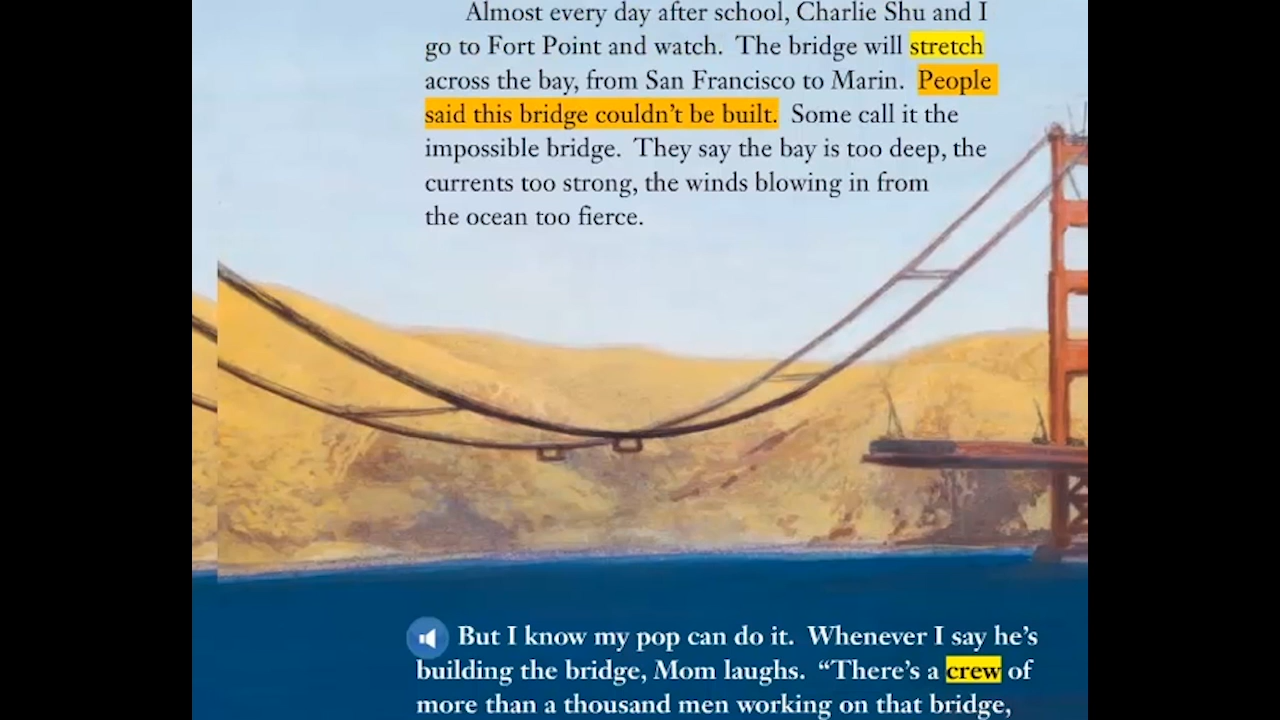 Almost every day after school, Charlie Shu and I
go to Fort Point and watch. The bridge will stretch
across the bay, from San Francisco to Marin. People
said this bridge couldn't be built. Some call it the
impossible bridge. They say the bay is too deep, the
currents too strong, the winds blowing in from
the ocean too fierce.
But I know my pop can do it. Whenever I say he's
building the bridge, Mom laughs. “There's a crew of
more than a thousand men working on that bridge,